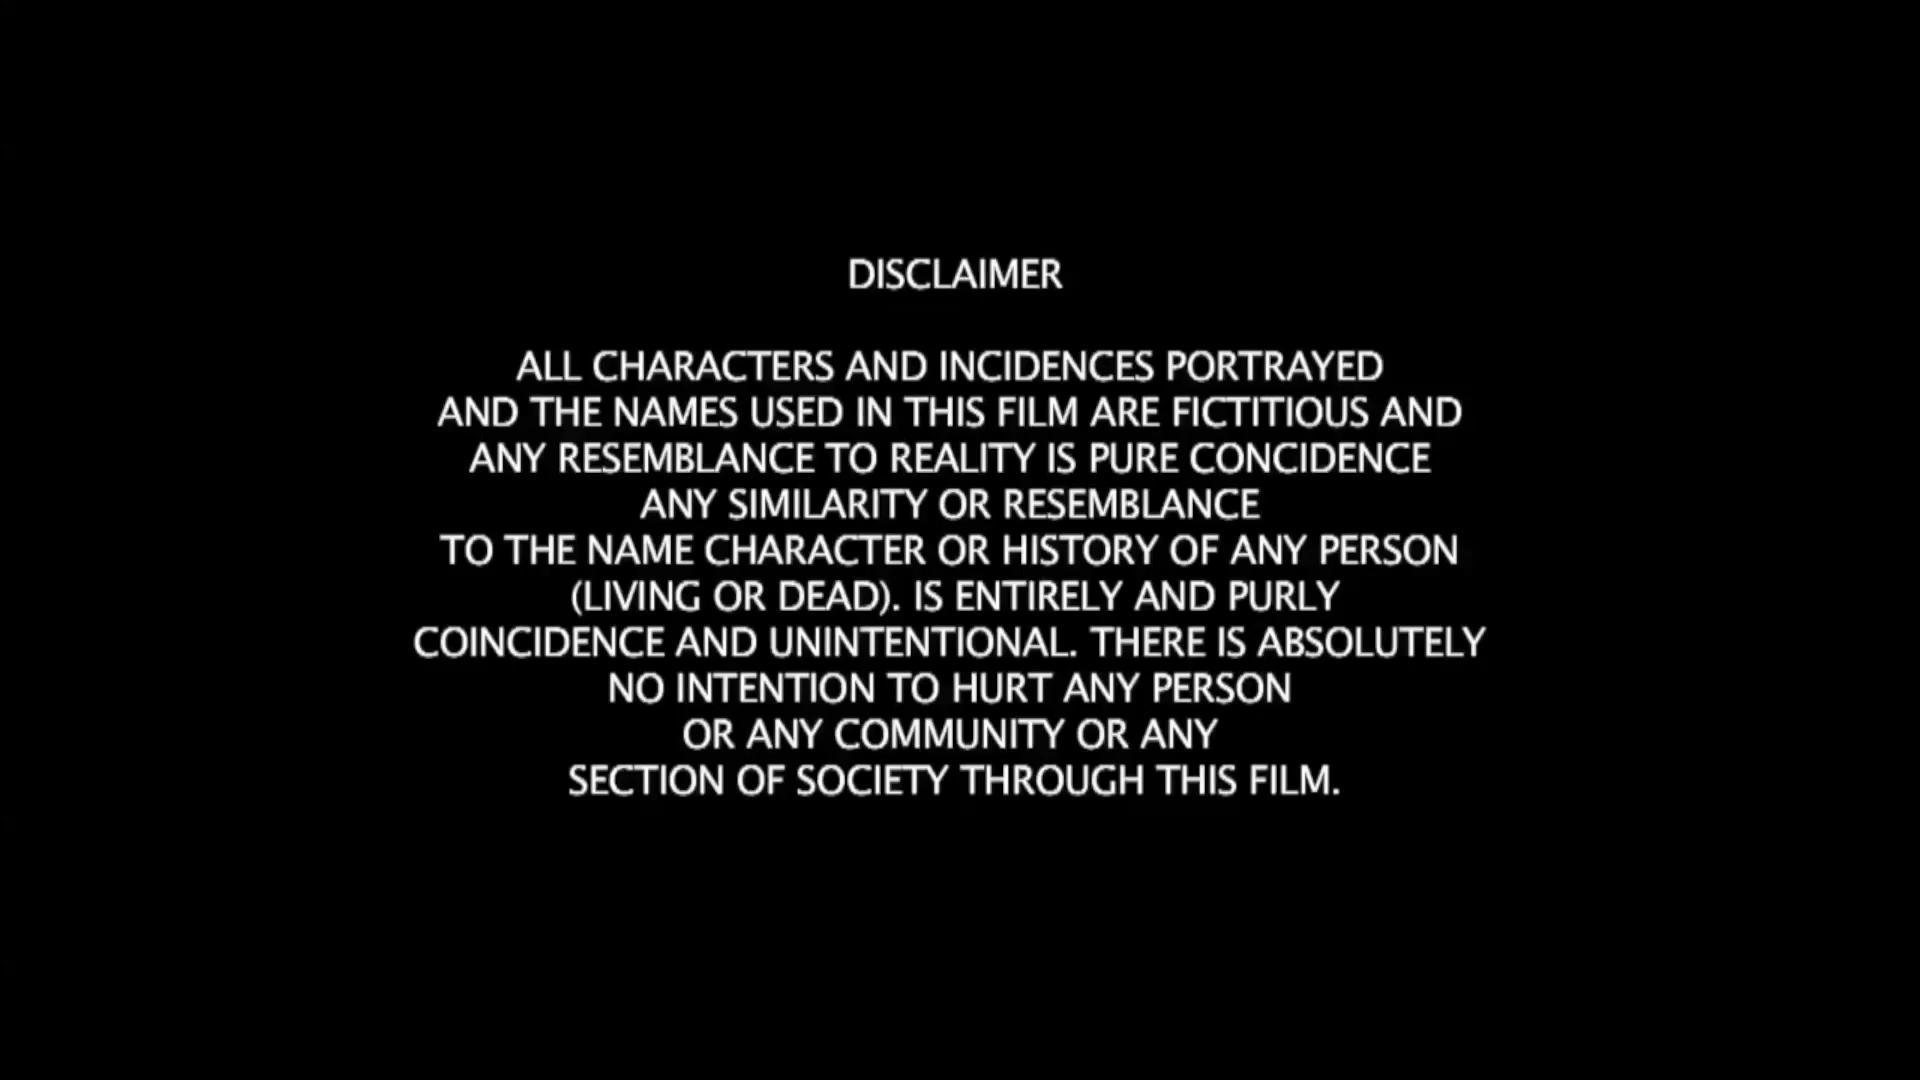 DISCLAIMER
ALL CHARACTERS AND INCIDENCES PORTRAYED
AND THE NAMES USED IN THIS FILM ARE FICTITIOUS AND
ANY RESEMBLANCE TO REALITY IS PURE CONCIDENCE
ANY SIMILARITY OR RESEMBLANCE
TO THE NAME CHARACTER OR HISTORY OF ANY PERSON
(LIVING OR DEAD). IS ENTIRELY AND PURLY
COINCIDENCE AND UNINTENTIONAL. THERE IS ABSOLUTELY
NO INTENTION TO HURT ANY PERSON
OR ANY COMMUNITY OR ANY
SECTION OF SOCIETY THROUGH THIS FILM.